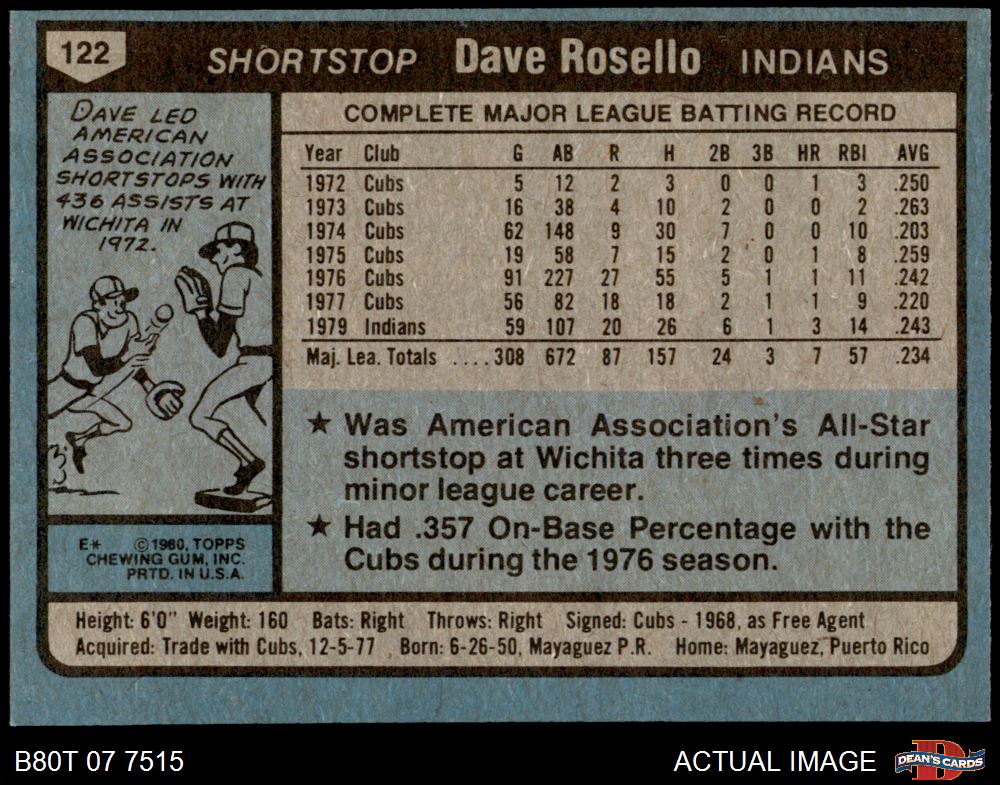 122
SHORTSTOP Dave Rosello INDIANS
DAVE LED
AMERICAN
ASSOCIATION
SHORTSTOPS WITH
436 ASSISTS AT
WICHITA IN
1972.
COMPLETE MAJOR LEAGUE BATTING RECORD
Year Club G AB R H 2B 3B HR RBI AVG
1972 Cubs 5 12 2 3 0 0 1 3 .250
1973 Cubs 16 38 4 10 2 0 0 2 .263
1974 Cubs 62 148 9 30 7 0 0 10 .203
1975 Cubs 19 58 7 15 2 0 1 8 .259
1976 Cubs 91 227 27 55 5 1 1 11 .242
1977 Cubs 56 82 18 18 2 1 1 9 .220
1979 Indians 59 107 20 26 6 1 3 14 .243
Maj. Lea. Totals ....308 672 87 157 24 3 7 57 .234
★ Was American Association's All-Star
shortstop at Wichita three times during
minor league career.
★ Had .357 On-Base Percentage with the
Cubs during the 1976 season.
E* ©1980, TOPPS
CHEWING GUM, INC.
PRTD. IN U.S.A.
Height: 6'0" Weight: 160 Bats: Right Throws: Right Signed: Cubs - 1968, as Free Agent
Acquired: Trade with Cubs, 12-5-77 Born: 6-26-50, Mayaguez P.R. Home: Mayaguez, Puerto Rico
B80T 07 7515 ACTUAL IMAGE DEAN'S CARDS